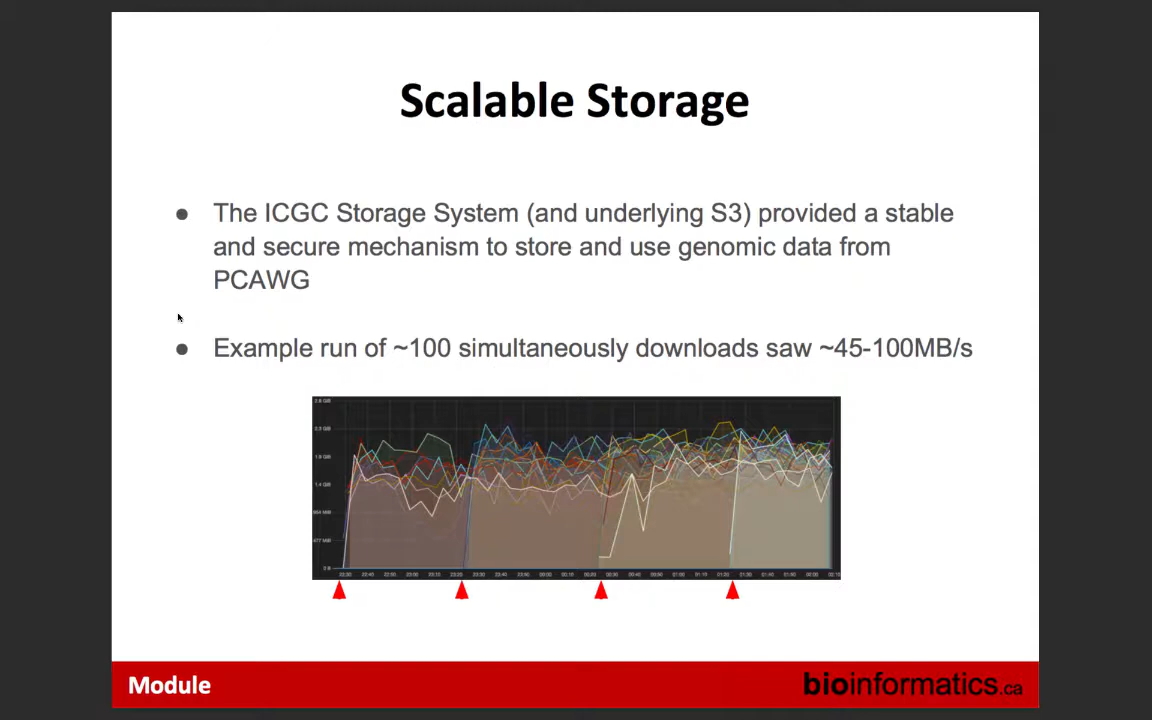 Scalable Storage
● The ICGC Storage System (and underlying S3) provided a stable
and secure mechanism to store and use genomic data from
PCAWG
● Example run of ~100 simultaneously downloads saw ~45-100MB/s
Module
bioinformatics.ca